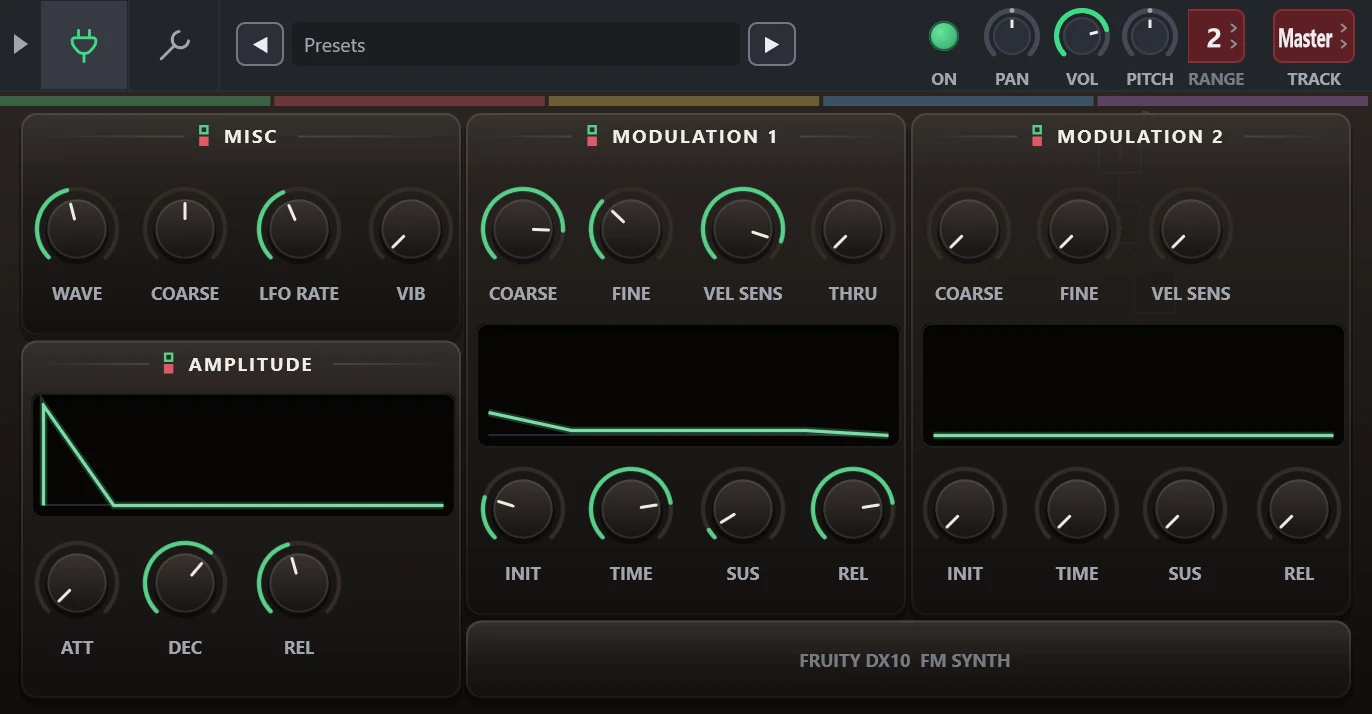 Presets
2
Master
ON PAN VOL PITCH RANGE TRACK
MISC
WAVE COARSE LFO RATE VIB
AMPLITUDE
ATT DEC REL
MODULATION 1
COARSE FINE VEL SENS THRU
INIT TIME SUS REL
MODULATION 2
COARSE FINE VEL SENS
INIT TIME SUS REL
FRUITY DX10 FM SYNTH